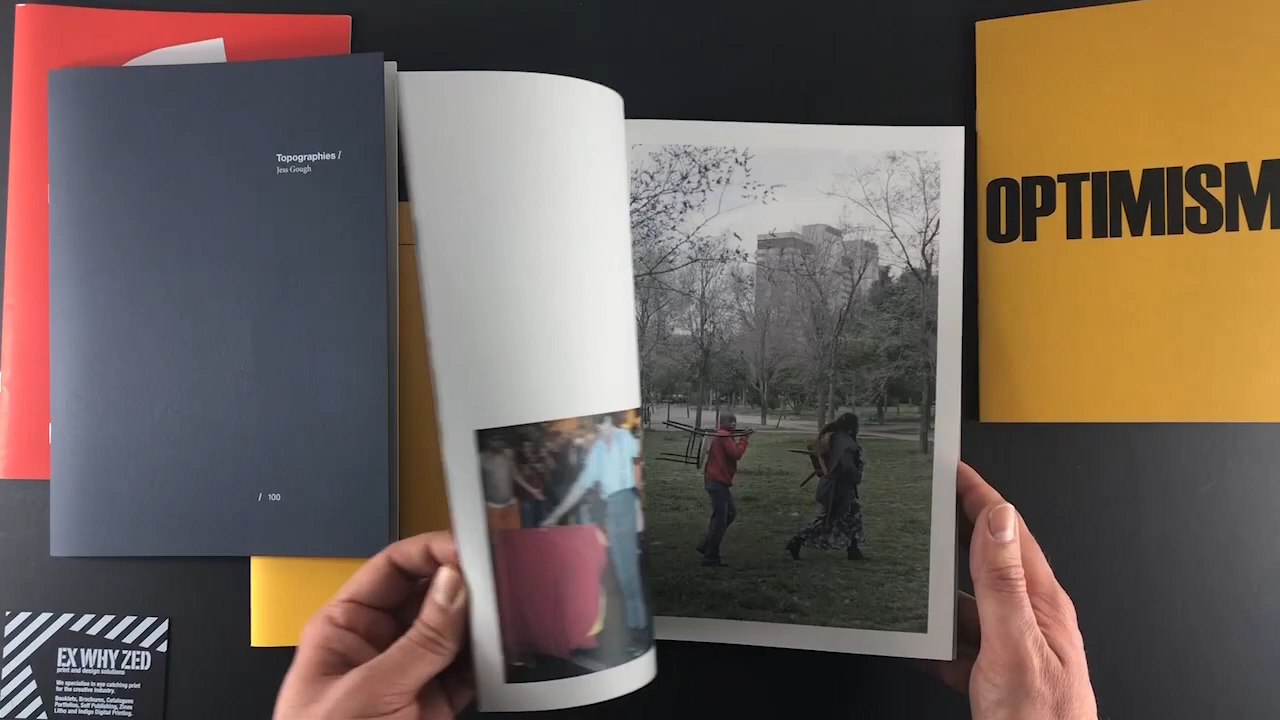 Topographies /
Jess Gough
/ 100
OPTIMISM
EX WHY ZED
print and design solutions
We specialise in eye catching print
for the creative industry.
Booklets, Brochures, Catalogues
Portfolios, Self Publishing, Zines
Litho and Indigo Digital Printing.